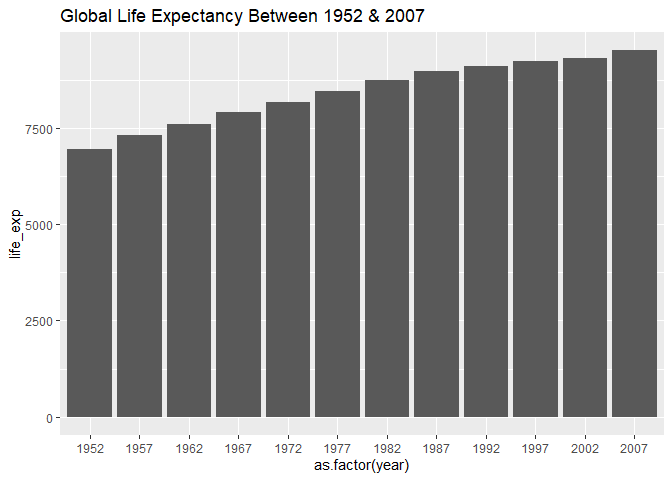 Global Life Expectancy Between 1952 & 2007
life_exp
7500
5000
2500
0
1952 1957 1962 1967 1972 1977 1982 1987 1992 1997 2002 2007
as.factor(year)